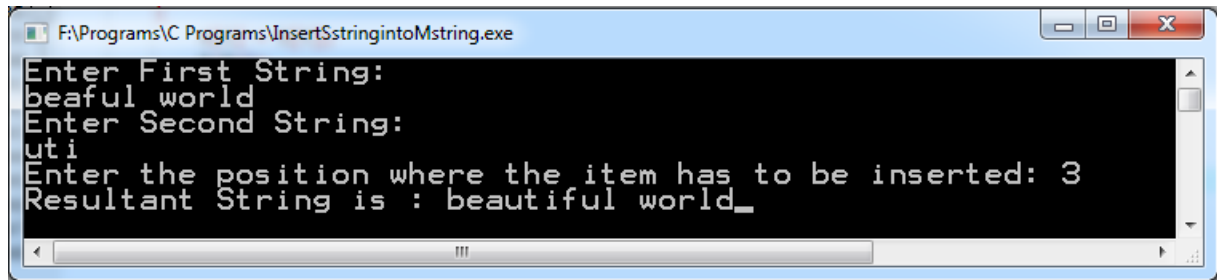 F:\Programs\C Programs\InsertSstringintoMstring.exe
Enter First String:
beaful world
Enter Second String:
uti
Enter the position where the item has to be inserted: 3
Resultant String is : beautiful world_